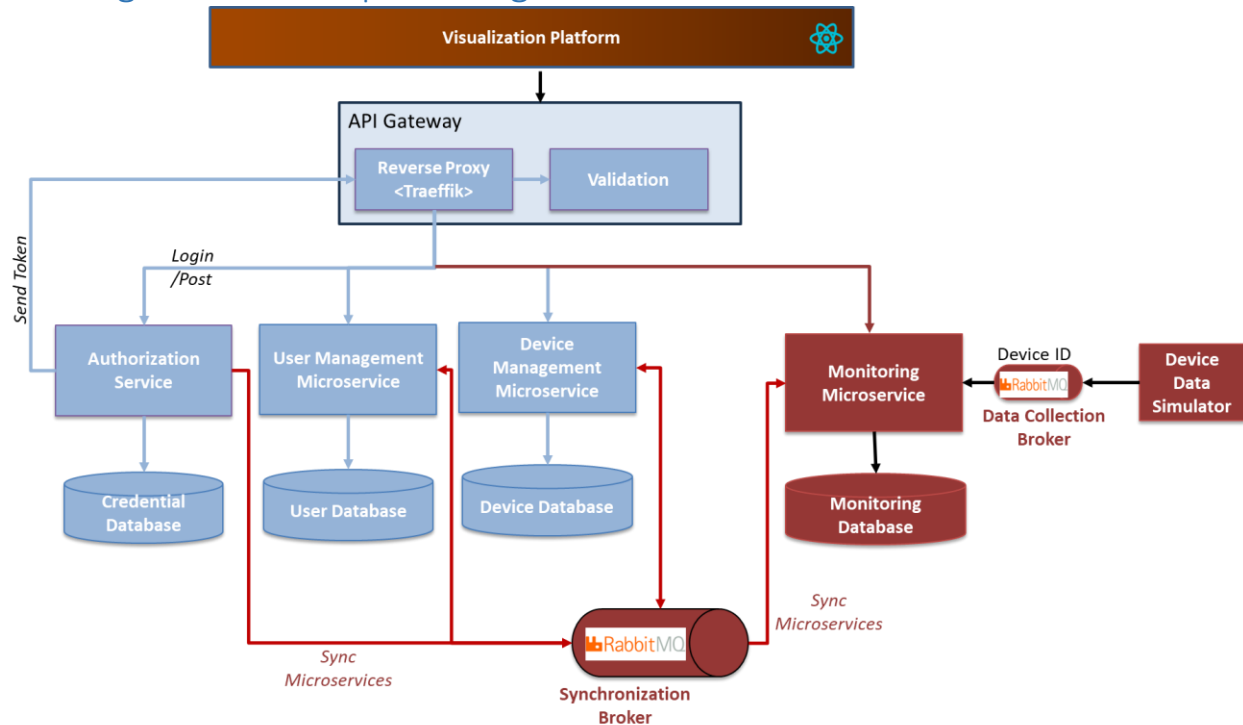 Visualization Platform
API Gateway
Reverse Proxy
<Traeffik>
Validation
Send Token
Login
/Post
Authorization
Service
User Management
Microservice
Device
Management
Microservice
Monitoring
Microservice
Device ID
RabbitMQ
Data Collection
Broker
Device
Data
Simulator
Credential
Database
User Database
Device Database
Monitoring
Database
Sync
Microservices
RabbitMQ
Sync
Microservices
Synchronization
Broker